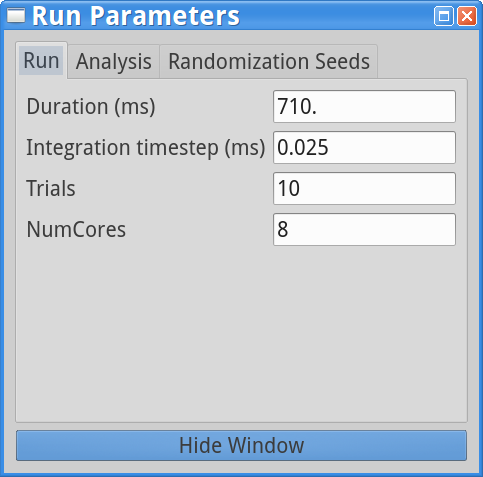 Run Parameters
Run Analysis Randomization Seeds
Duration (ms) 710.
Integration timestep (ms) 0.025
Trials 10
NumCores 8
Hide Window